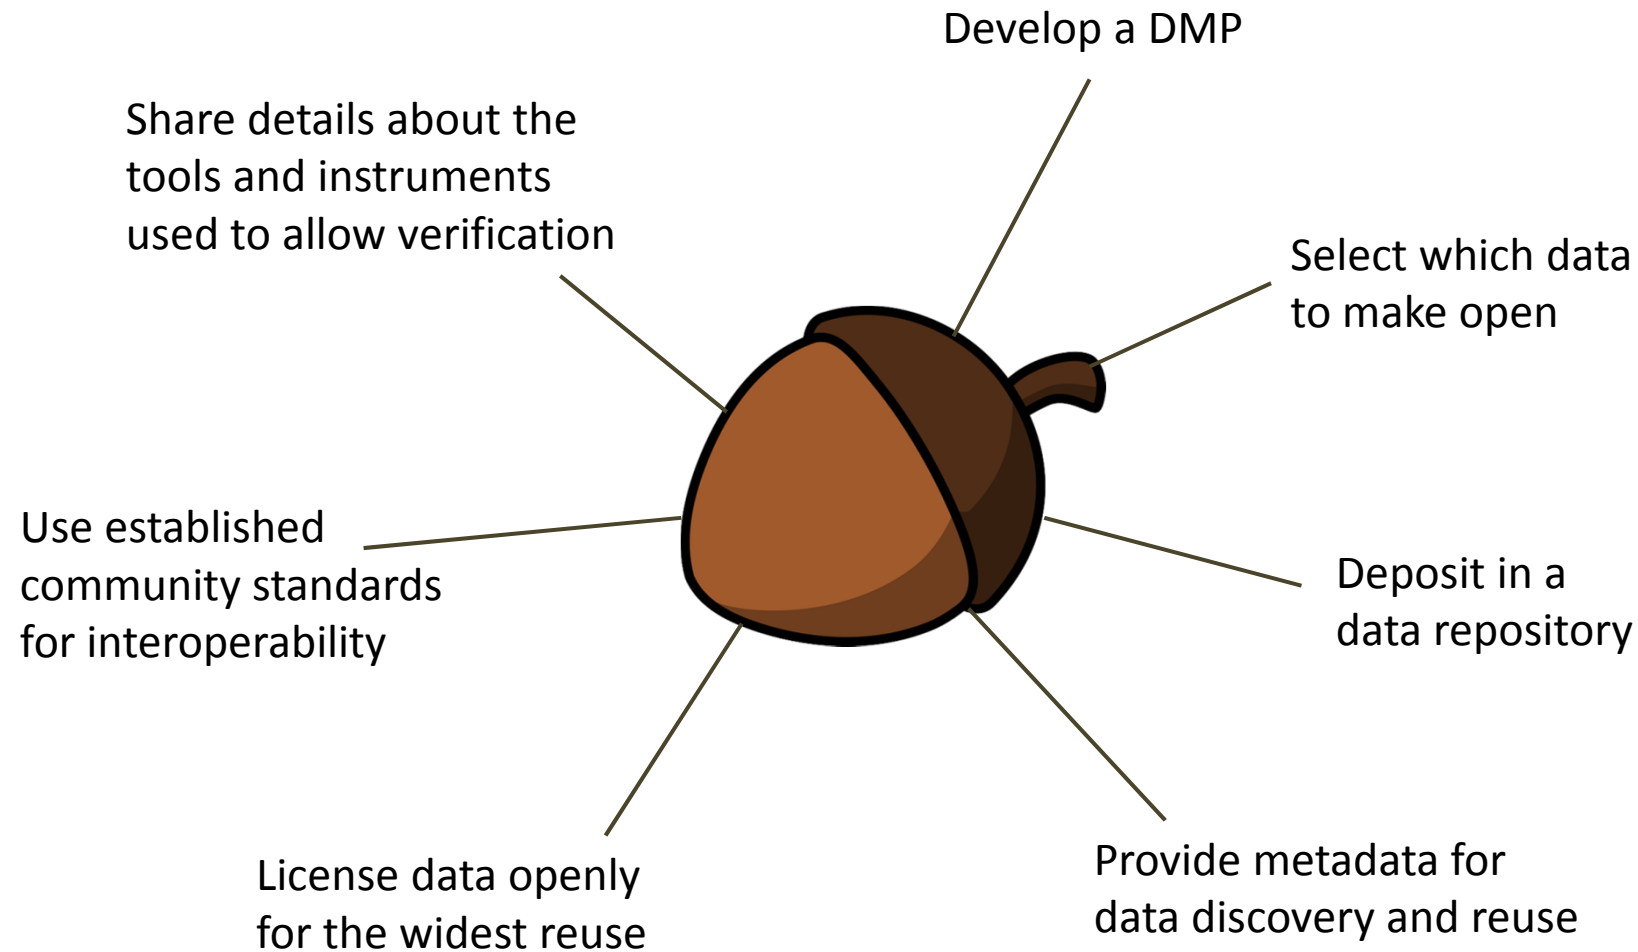 Develop a DMP
Share details about the
tools and instruments
used to allow verification
Select which data
to make open
Use established
community standards
for interoperability
Deposit in a
data repository
License data openly
for the widest reuse
Provide metadata for
data discovery and reuse